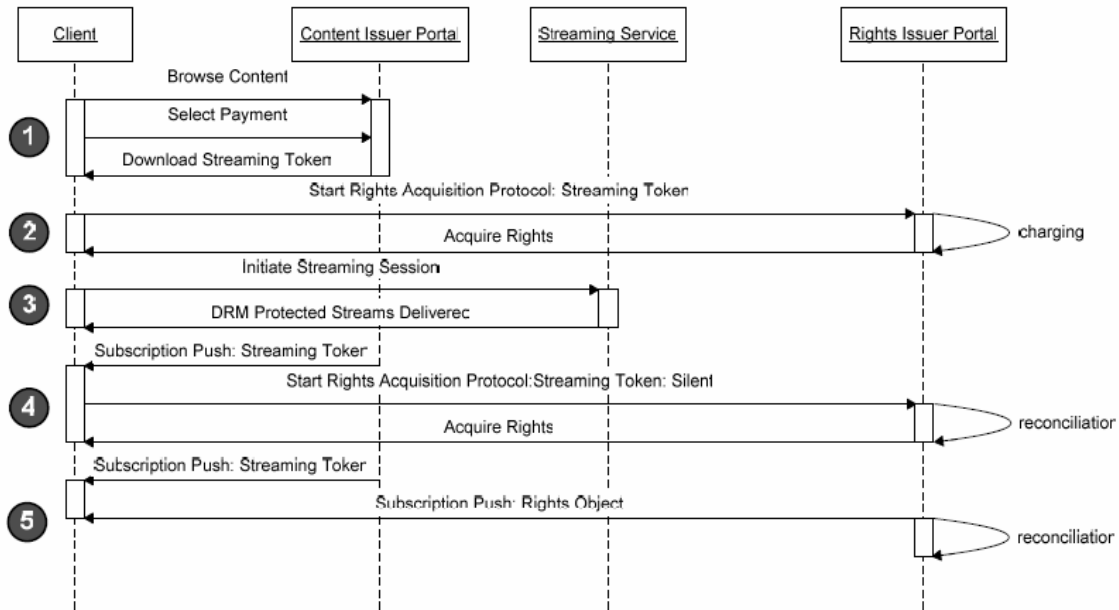 Client
Content Issuer Portal
Streaming Service
Rights Issuer Portal
Browse Content
Select Payment
1
Download Streaming Token
Start Rights Acquisition Protocol: Streaming Token
2
Acquire Rights
charging
Initiate Streaming Session
3
DRM Protected Streams Delivered
Subscription Push: Streaming Token
Start Rights Acquisition Protocol:Streaming Token: Silent
4
Acquire Rights
reconciliation
Subscription Push: Streaming Token
Subscription Push: Rights Object
5
reconciliation